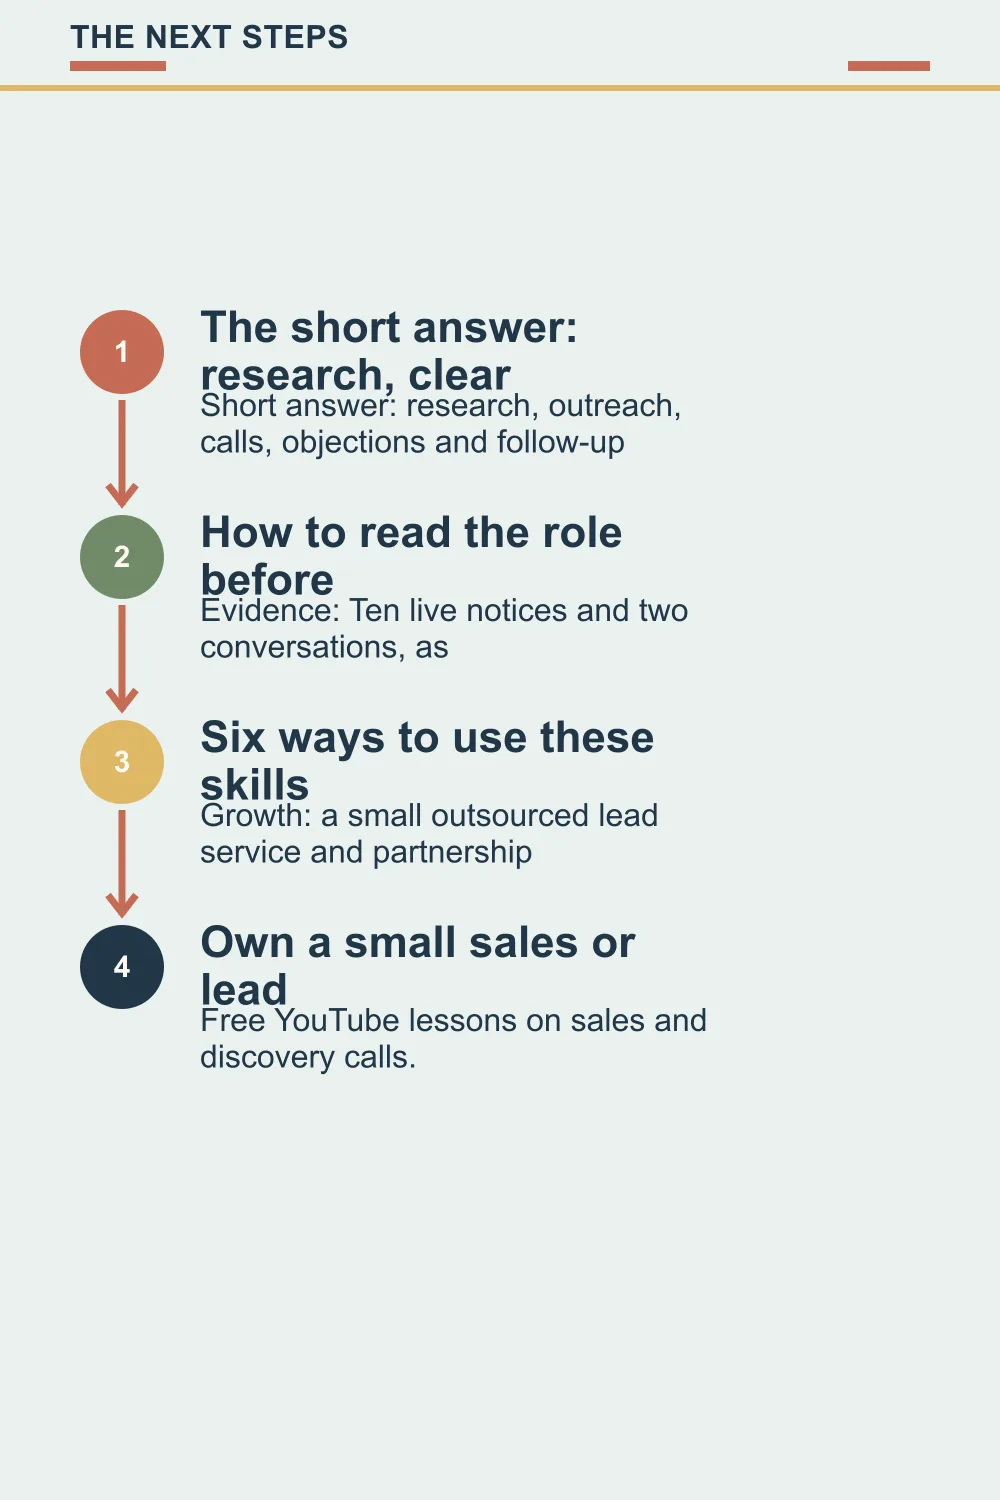 THE NEXT STEPS
1
The short answer:
research, clear
Short answer: research, outreach,
calls, objections and follow-up
2
How to read the role
before
Evidence: Ten live notices and two
conversations, as
3
Six ways to use these
skills
Growth: a small outsourced lead
service and partnership
4
Own a small sales or
lead
Free YouTube lessons on sales and
discovery calls.